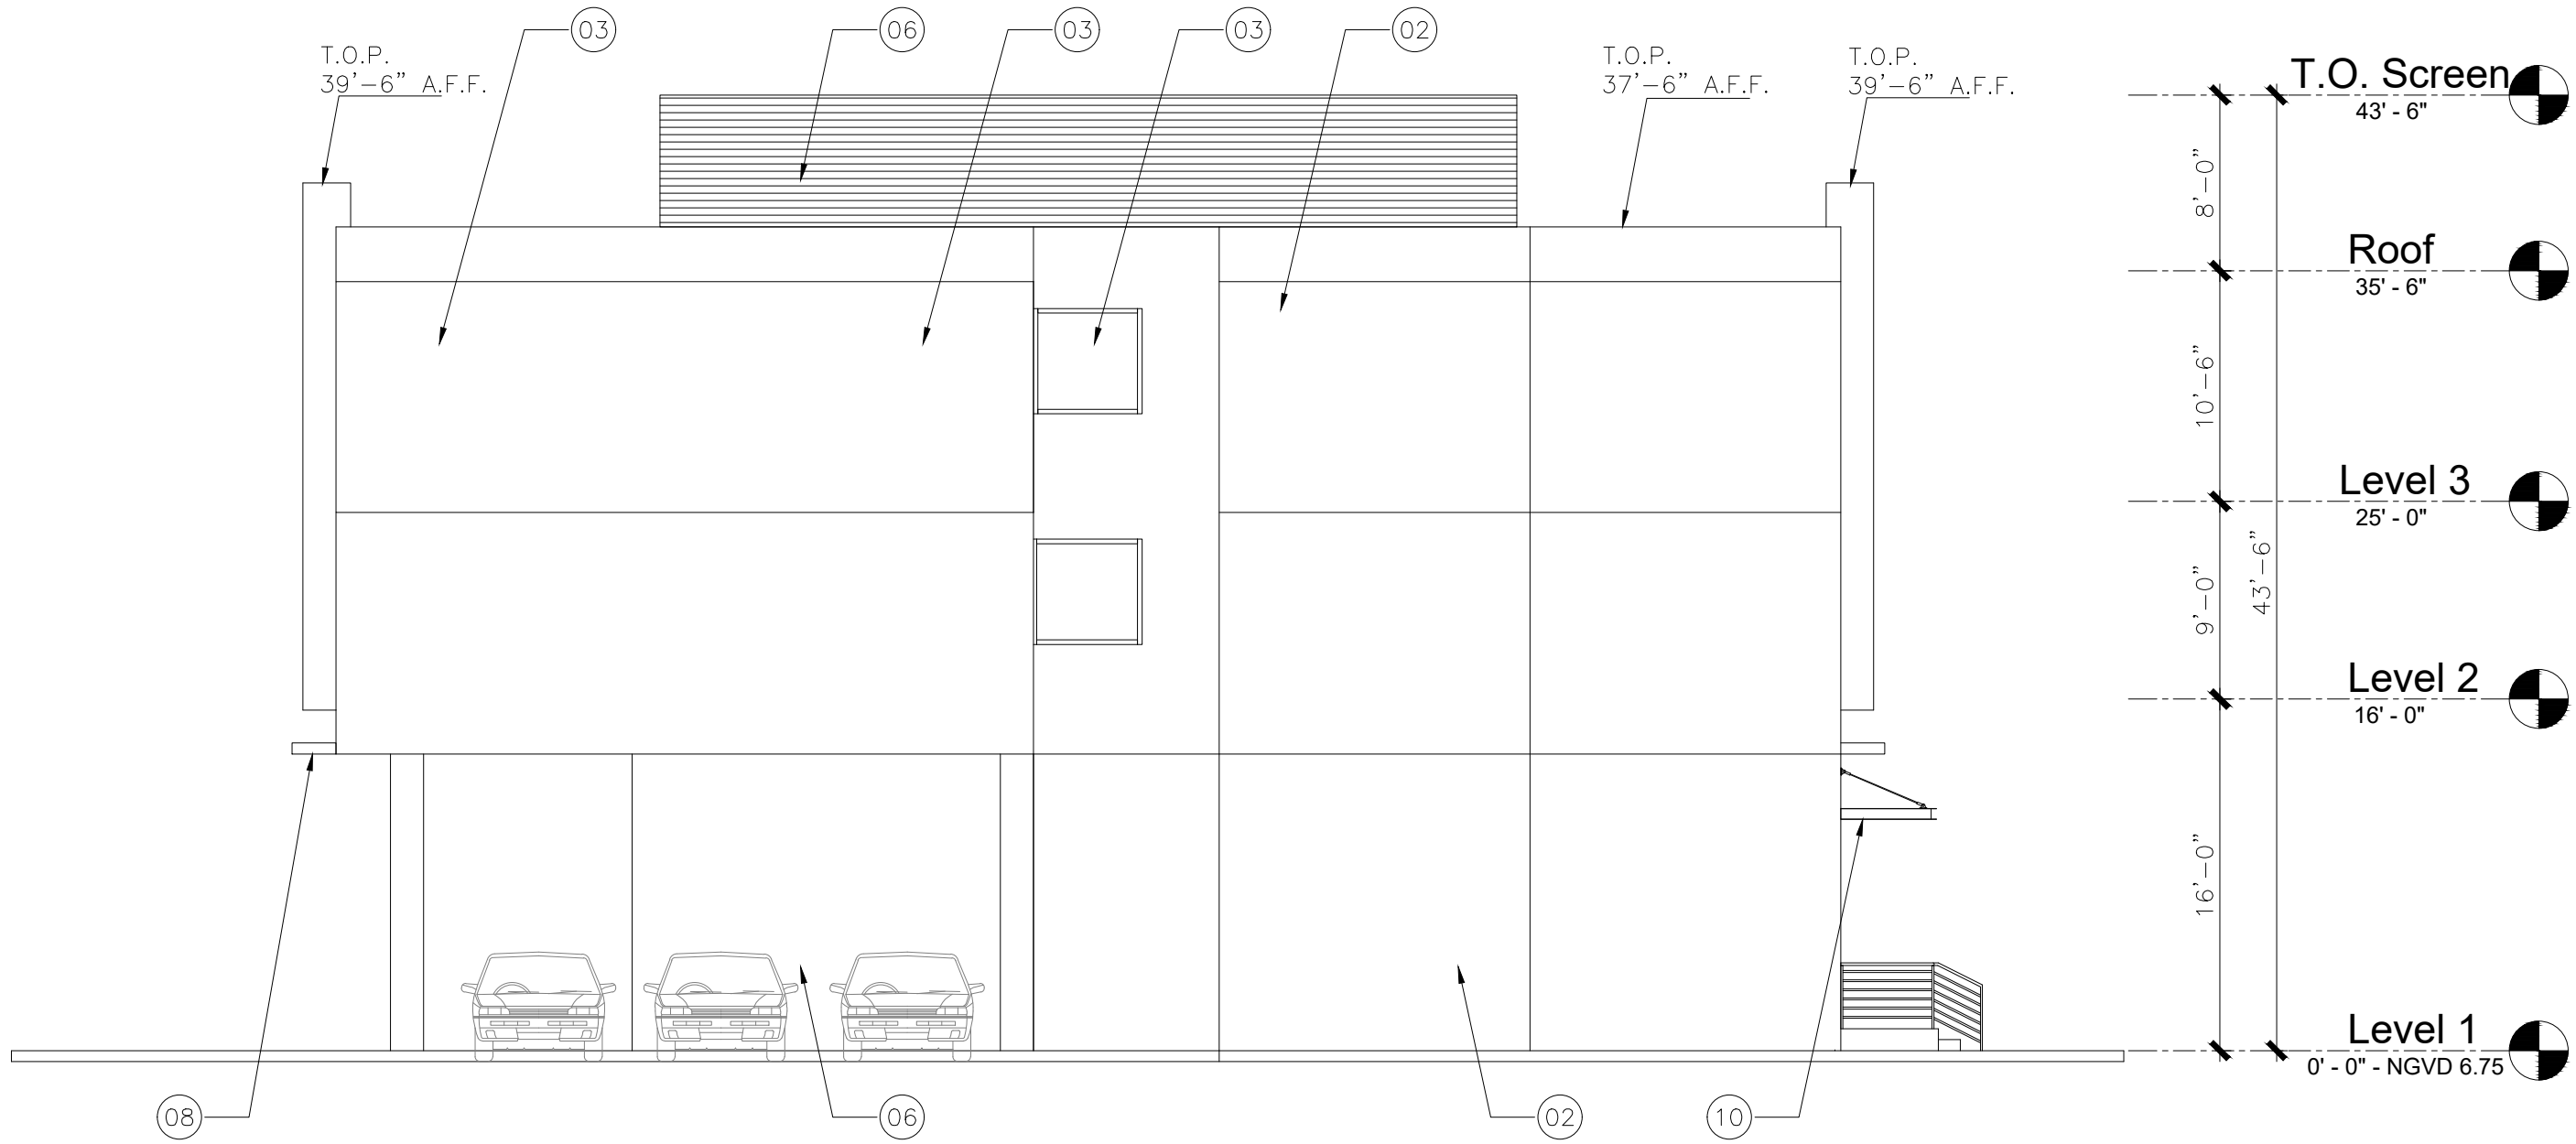 03
06
03
03
02
T.O.P.
39'-6" A.F.F.
T.O.P.
37'-6" A.F.F.
T.O.P.
39'-6" A.F.F.
T.O. Screen
43' - 6"
8'-0"
Roof
35' - 6"
10'-6"
Level 3
25' - 0"
9'-0"
43'-6"
Level 2
16' - 0"
16'-0"
Level 1
0' - 0" - NGVD 6.75
08
06
02
10